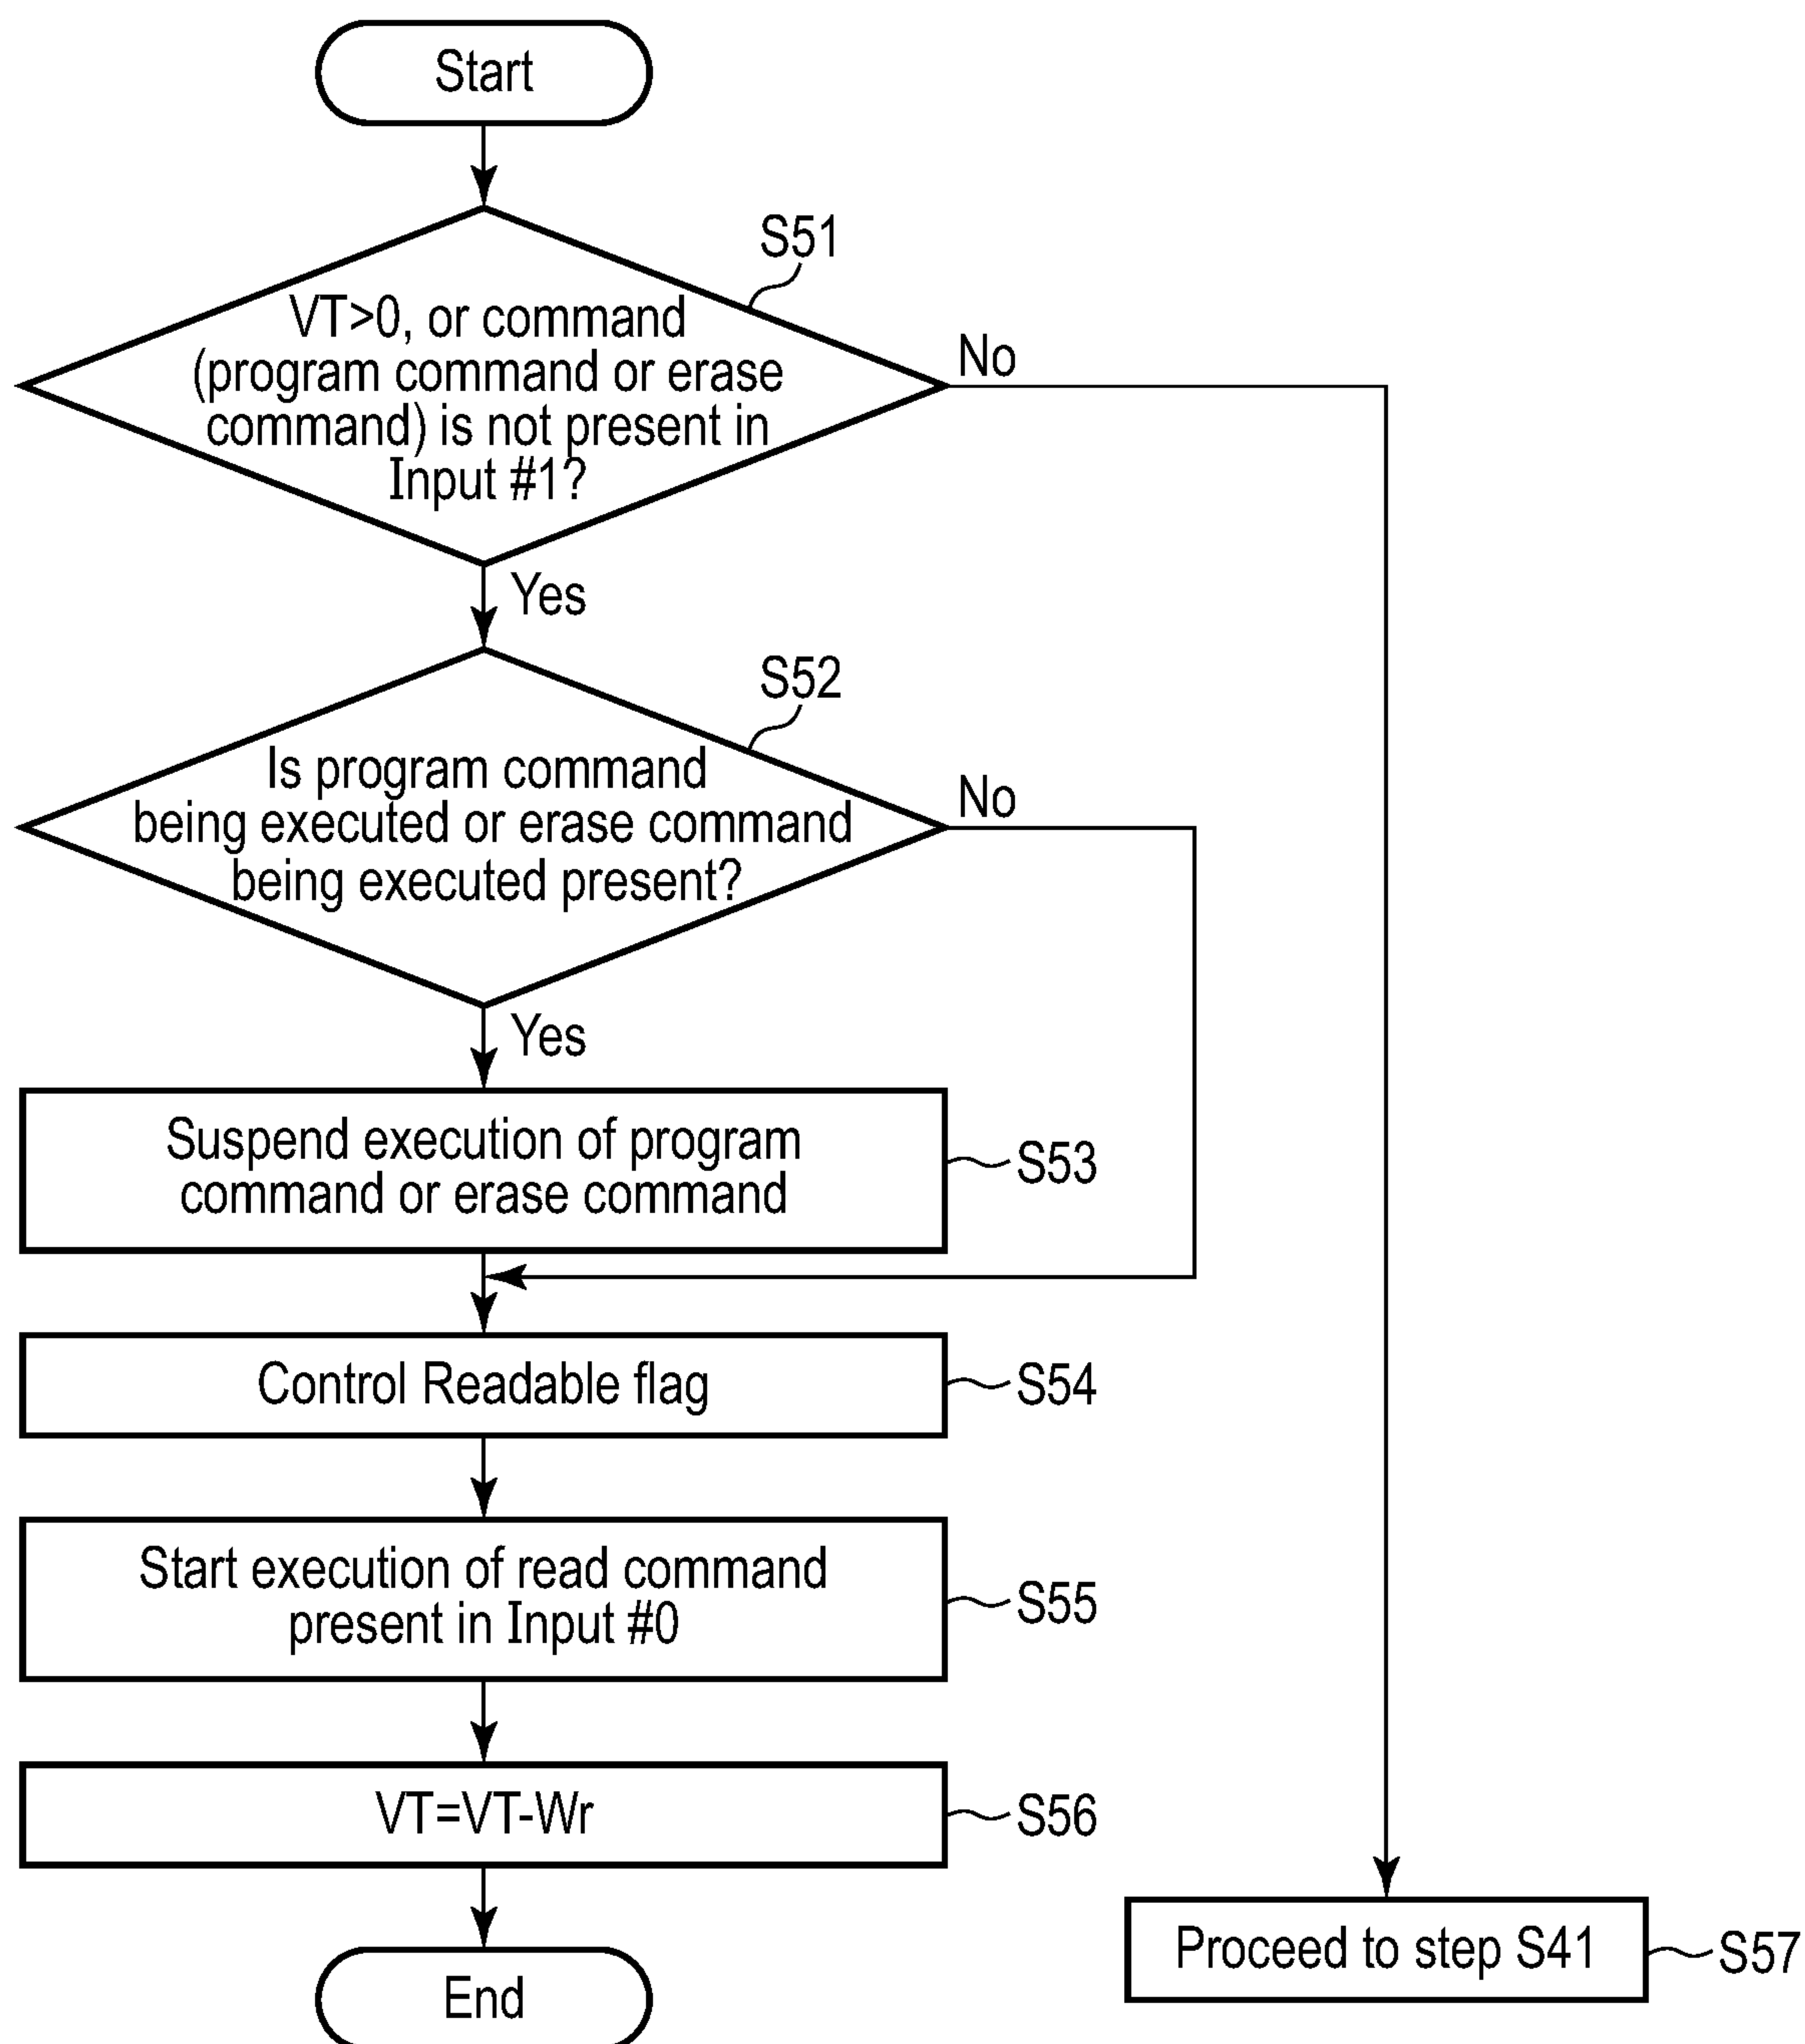 Start
S51
VT>0, or command
(program command or erase
command) is not present in
Input #1?
No
Yes
S52
Is program command
being executed or erase command
being executed present?
No
Yes
Suspend execution of program
command or erase command
S53
Control Readable flag
S54
Start execution of read command
present in Input #0
S55
VT=VT-Wr
S56
Proceed to step S41
S57
End